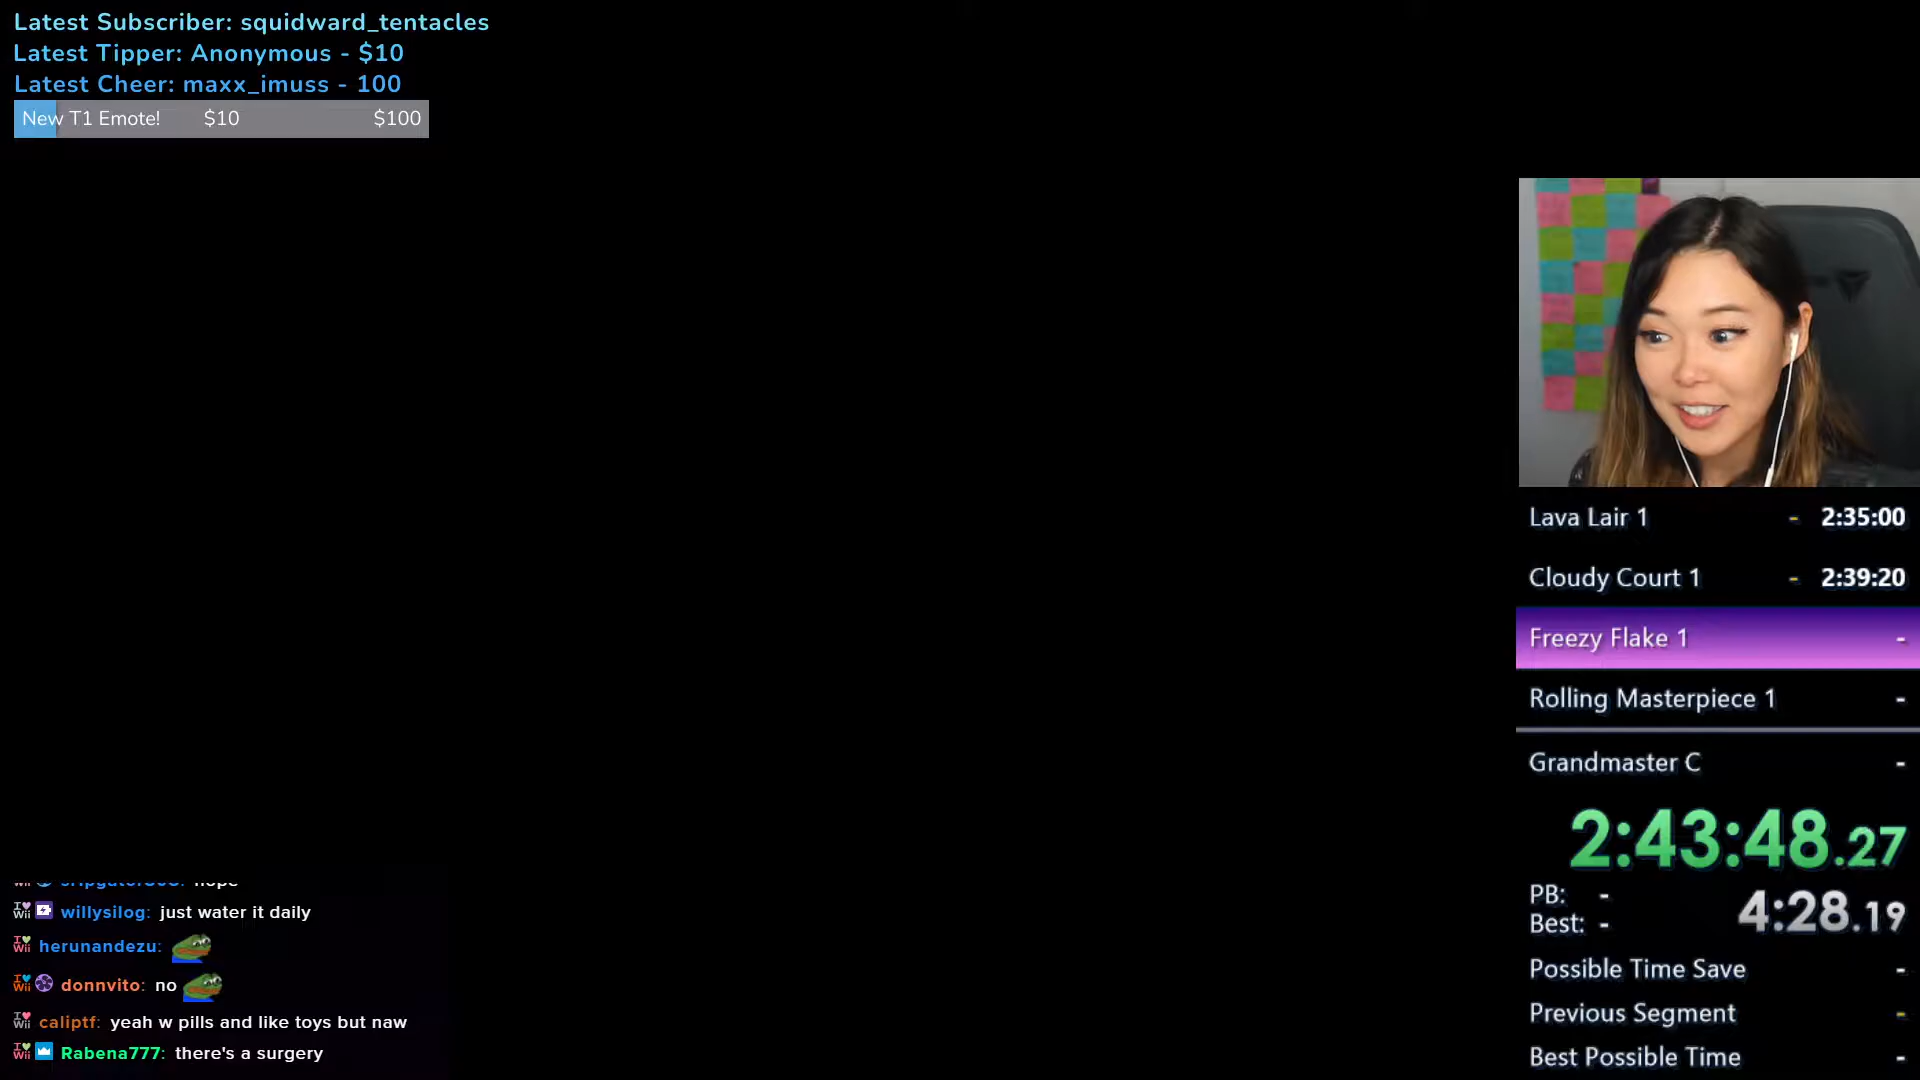 Latest Subscriber: squidward_tentacles
Latest Tipper: Anonymous - $10
Latest Cheer: maxx_imuss - 100
New T1 Emote! $10 $100
Lava Lair 1 - 2:35:00
Cloudy Court 1 - 2:39:20
Freezy Flake 1 -
Rolling Masterpiece 1 -
Grandmaster C -
2:43:48.27
PB: -
Best: - 4:28.19
Possible Time Save -
Previous Segment -
Best Possible Time -
nope
willysilog: just water it daily
herunandezu:
donnvito: no
caliptf: yeah w pills and like toys but naw
Rabena777: there's a surgery